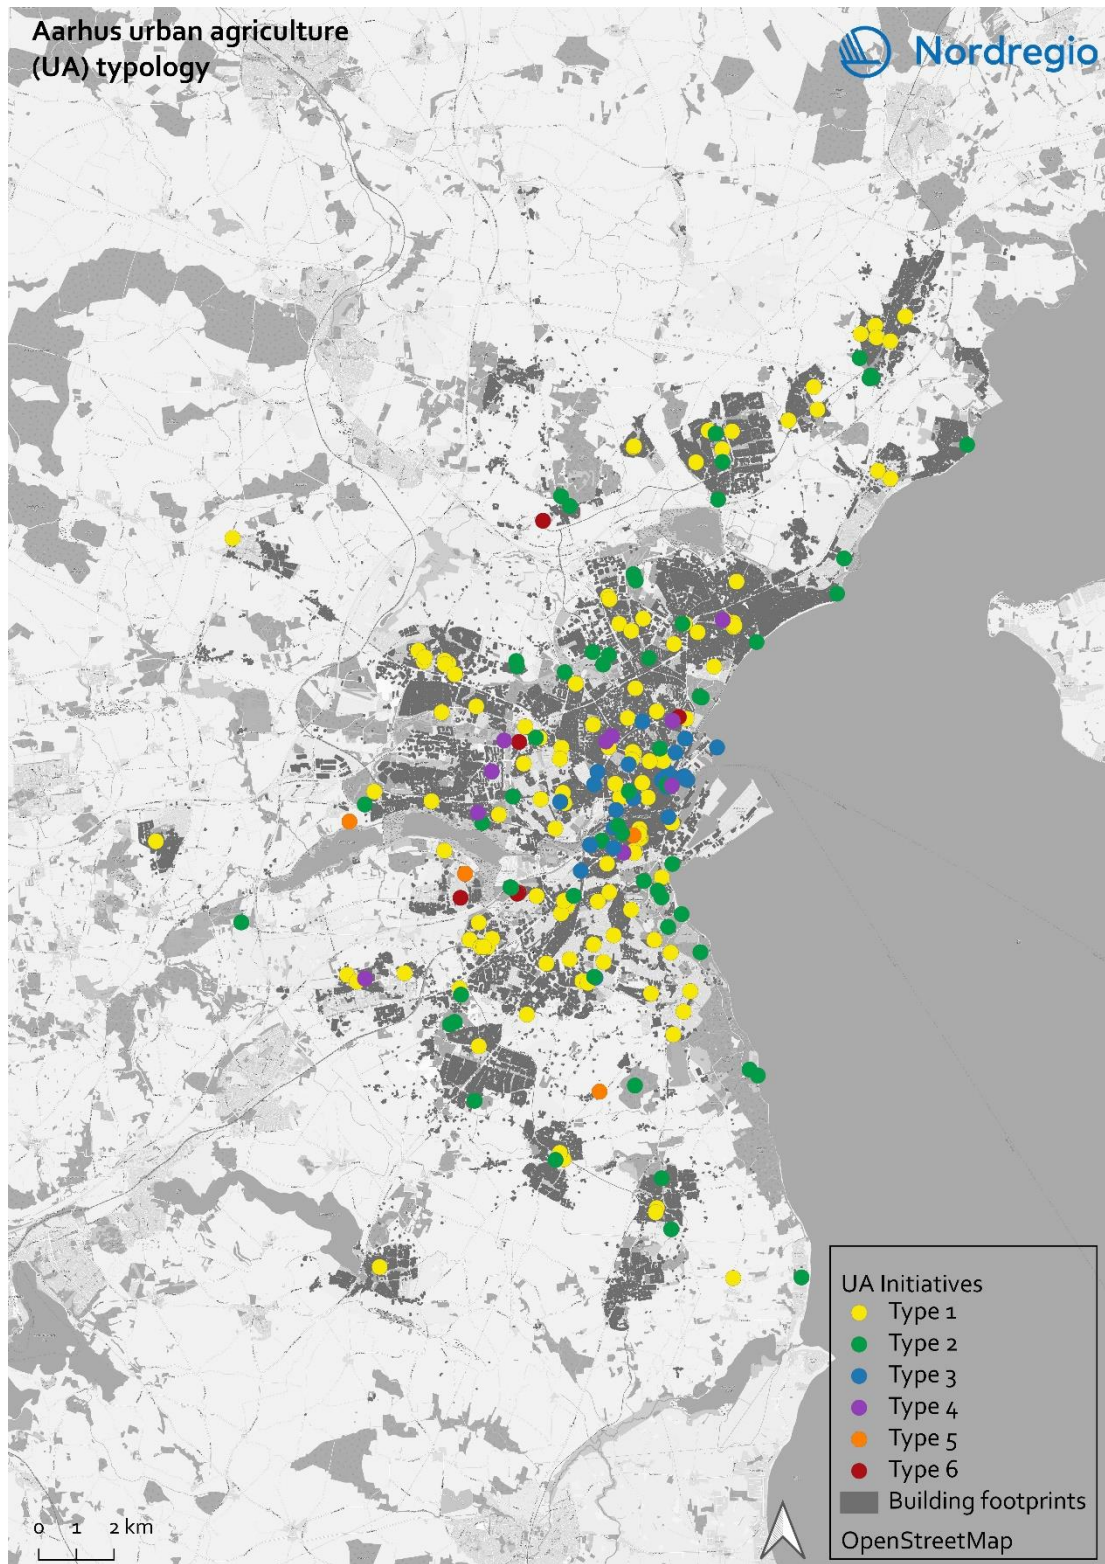 Aarhus urban agriculture
(UA) typology
Nordregio
UA Initiatives
Type 1
Type 2
Type 3
Type 4
Type 5
Type 6
Building footprints
OpenStreetMap
0 1 2 km